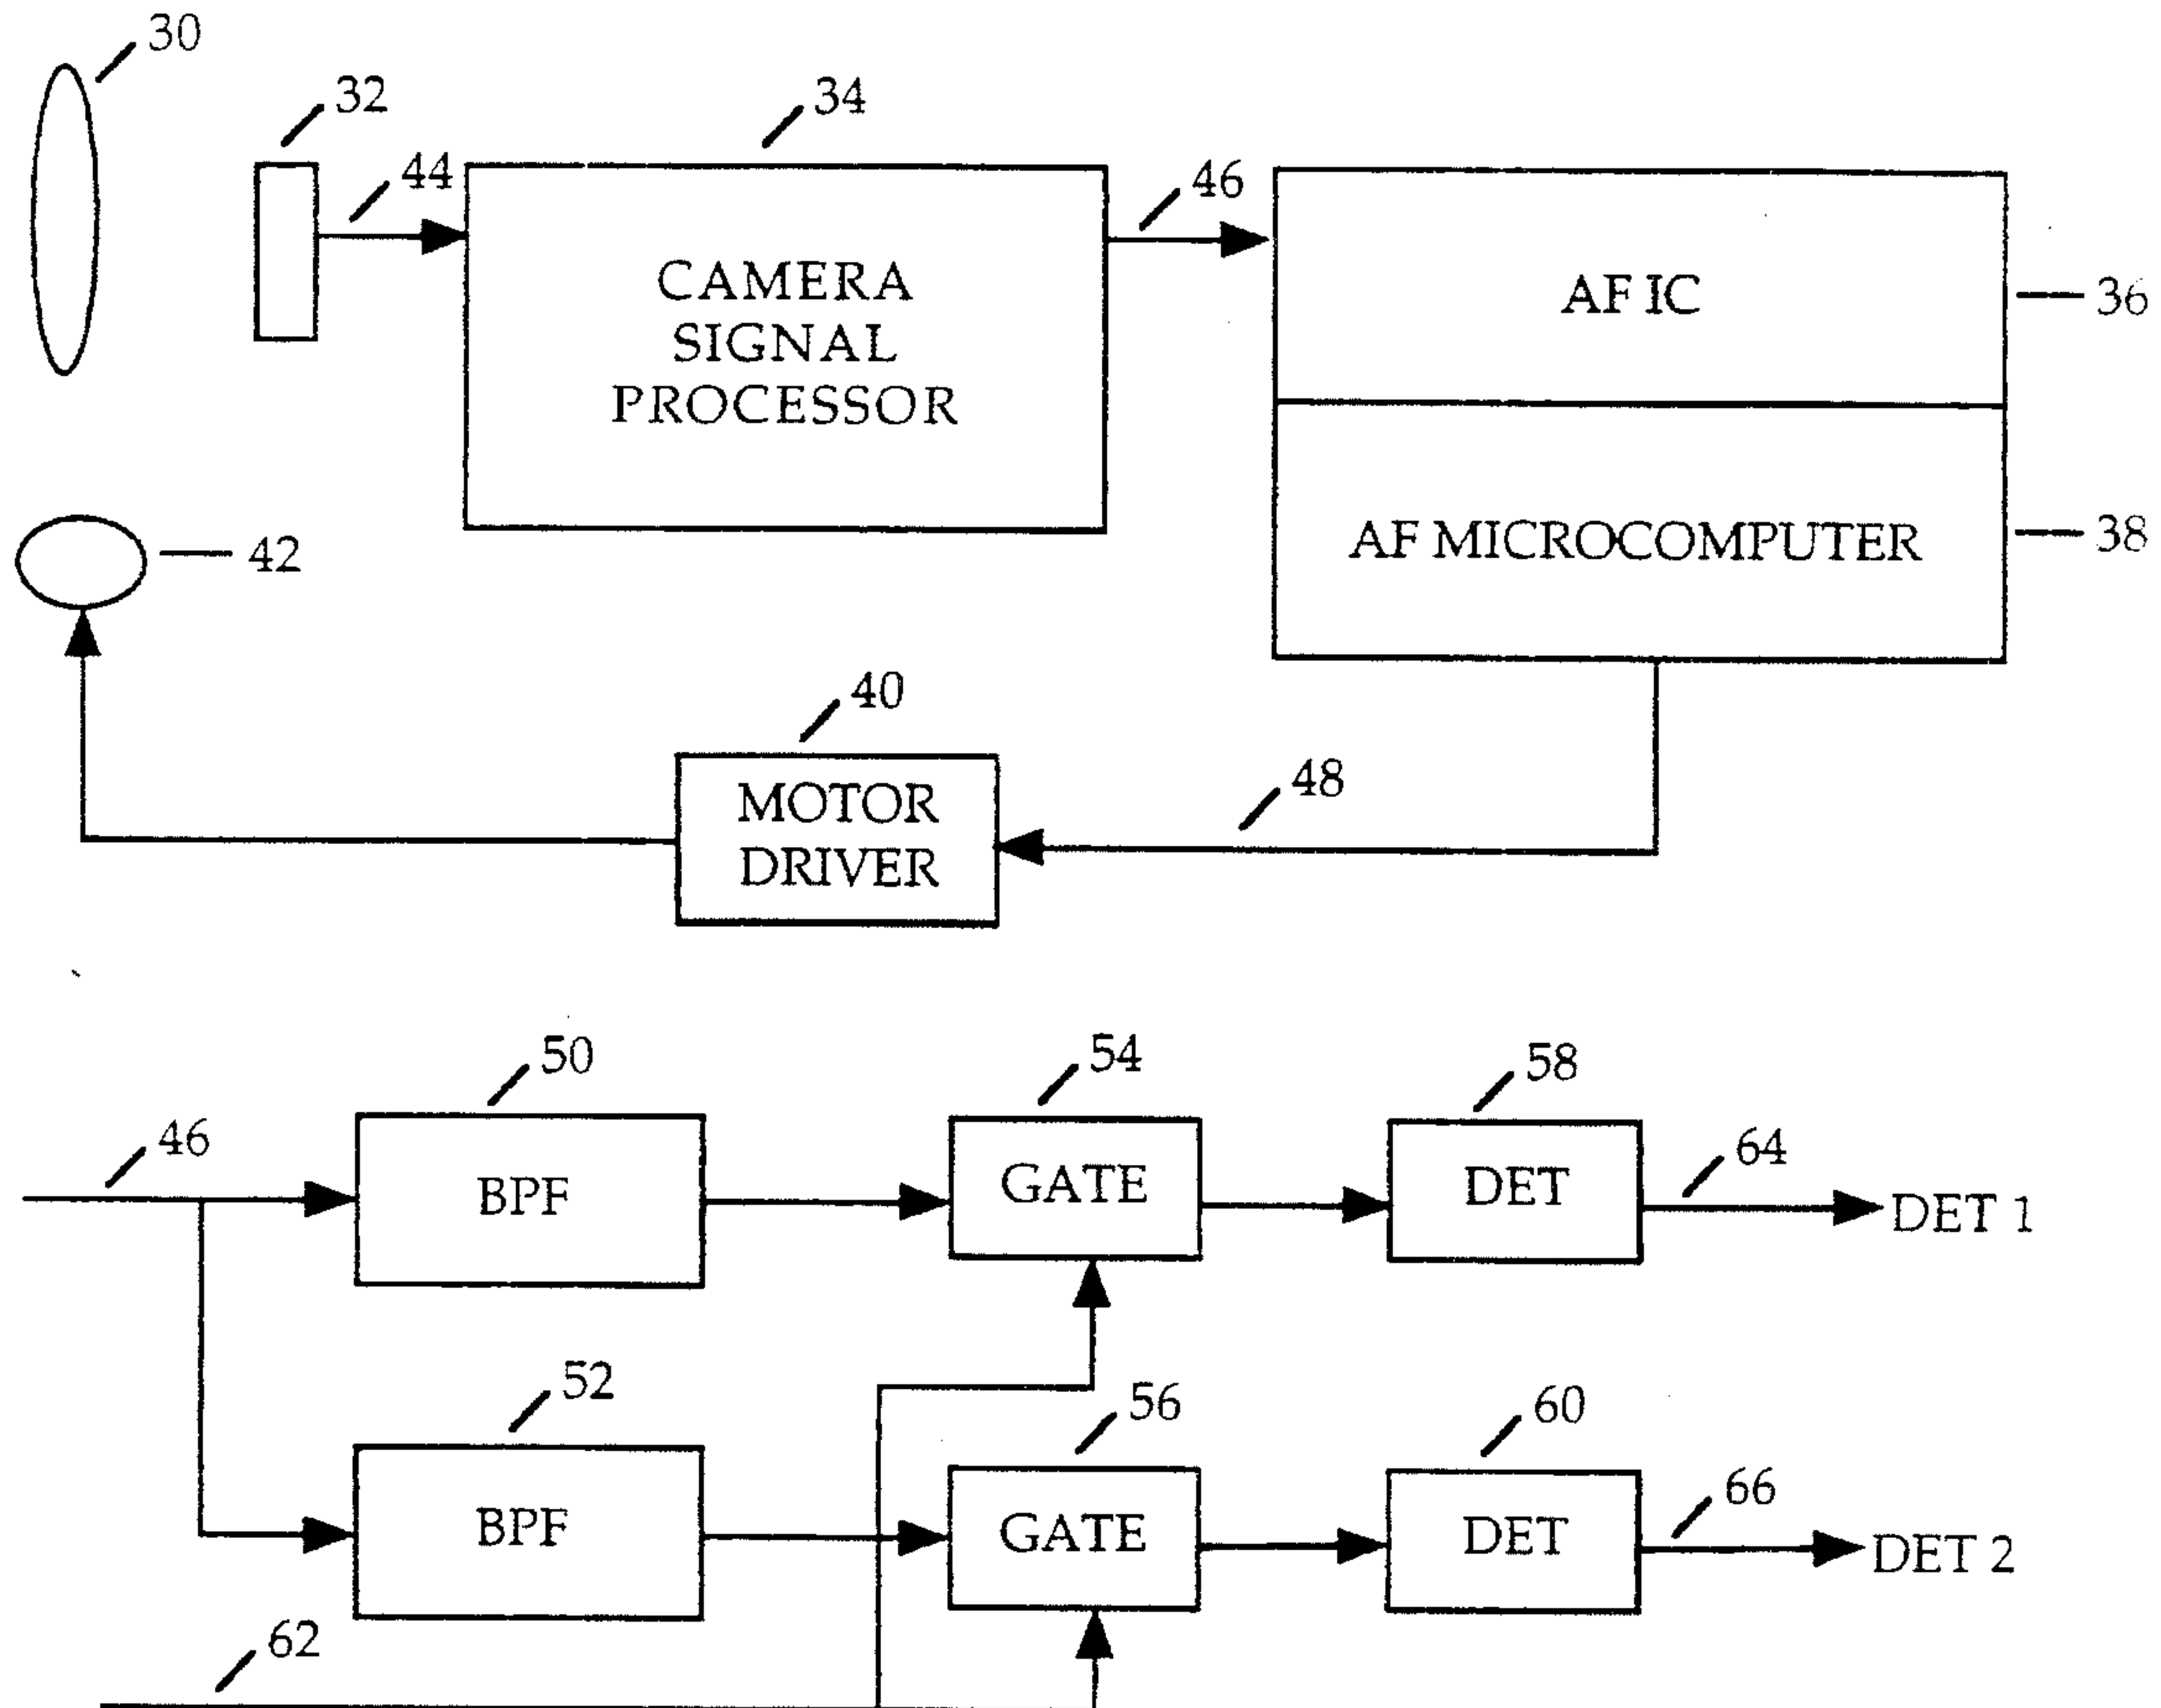 30
32
34
44
46
CAMERA
SIGNAL
PROCESSOR
AF IC
36
AF MICROCOMPUTER
38
42
40
MOTOR
DRIVER
48
50
54
58
46
BPF
GATE
DET
64
DET 1
52
56
60
BPF
GATE
DET
66
DET 2
62